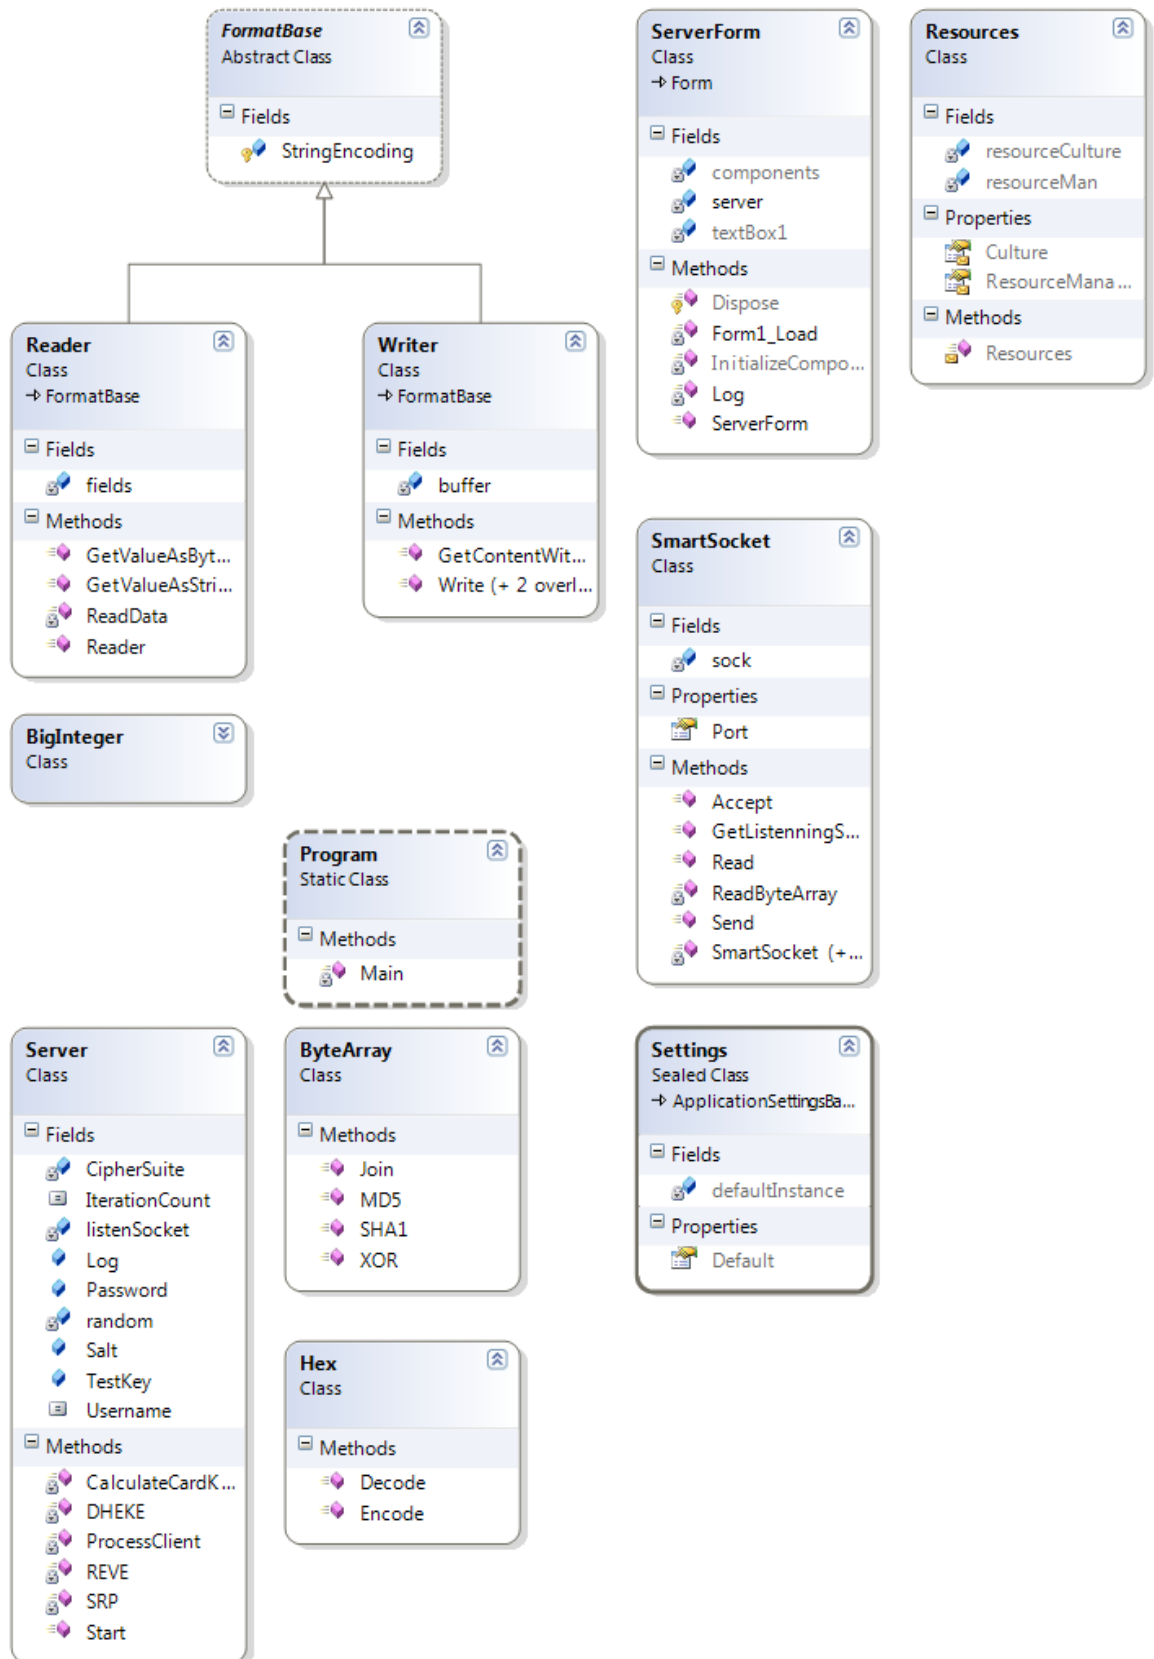 FormatBase
Abstract Class
Fields
StringEncoding
ServerForm
Class
Form
Fields
components
server
textBox1
Methods
Dispose
Form1_Load
InitializeCompo...
Log
ServerForm
Resources
Class
Fields
resourceCulture
resourceMan
Properties
Culture
ResourceMana...
Methods
Resources
Reader
Class
FormatBase
Fields
fields
Methods
GetValueAsByt...
GetValueAsStri...
ReadData
Reader
Writer
Class
FormatBase
Fields
buffer
Methods
GetContentWit...
Write (+ 2 overl...
SmartSocket
Class
Fields
sock
Properties
Port
Methods
Accept
GetListenningS...
Read
ReadByteArray
Send
SmartSocket (+...
BigInteger
Class
Program
Static Class
Methods
Main
Server
Class
Fields
CipherSuite
IterationCount
listenSocket
Log
Password
random
Salt
TestKey
Username
Methods
CalculateCardK...
DHEKE
ProcessClient
REVE
SRP
Start
ByteArray
Class
Methods
Join
MD5
SHA1
XOR
Settings
Sealed Class
ApplicationSettingsBa...
Fields
defaultInstance
Properties
Default
Hex
Class
Methods
Decode
Encode